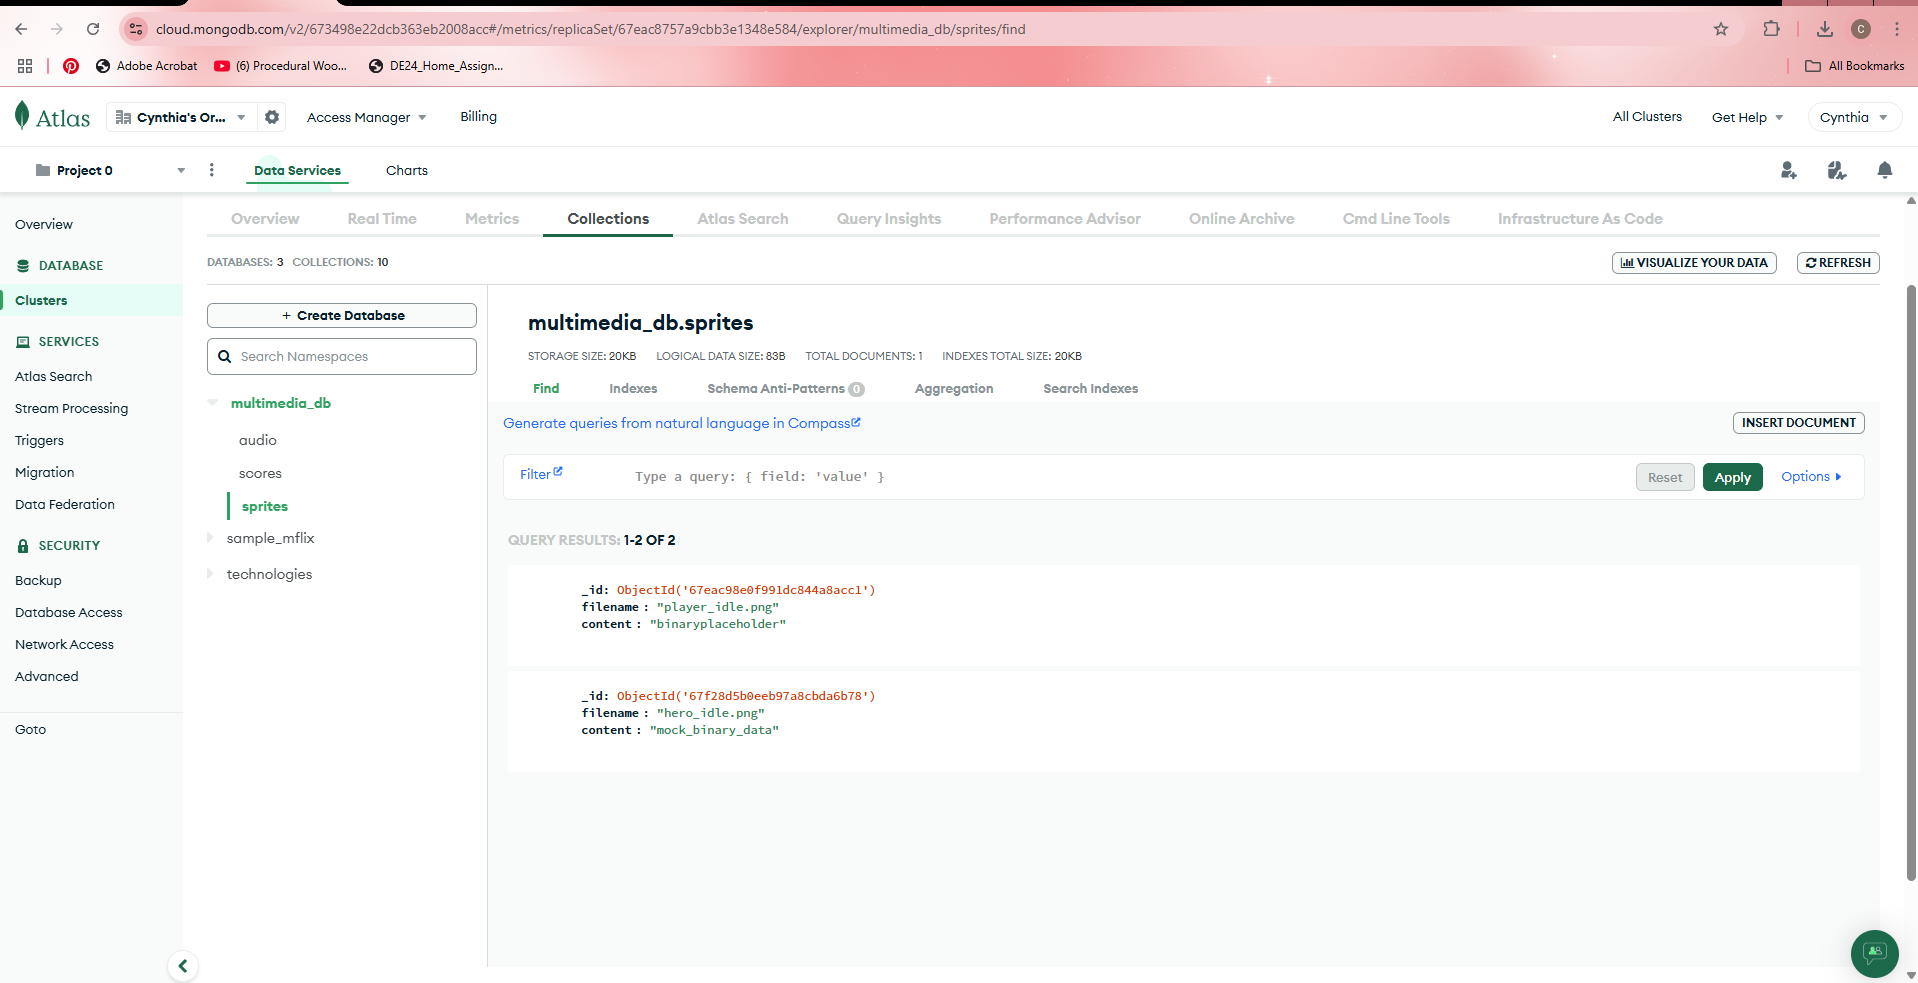 cloud.mongodb.com/v2/673498e22dcb363eb2008acc#/metrics/replicaSet/67eac8757a9cbb3e1348e584/explorer/multimedia_db/sprites/find
C
Adobe Acrobat (6) Procedural Woo... DE24_Home_Assign... All Bookmarks
Atlas Cynthia's Or... Access Manager Billing All Clusters Get Help Cynthia
Project 0 Data Services Charts
Overview Real Time Metrics Collections Atlas Search Query Insights Performance Advisor Online Archive Cmd Line Tools Infrastructure As Code
DATABASES: 3 COLLECTIONS: 10 VISUALIZE YOUR DATA REFRESH
Overview
DATABASE
Clusters
SERVICES
Atlas Search
Stream Processing
Triggers
Migration
Data Federation
SECURITY
Backup
Database Access
Network Access
Advanced
Goto
+ Create Database
Search Namespaces
multimedia_db
audio
scores
sprites
sample_mflix
technologies
multimedia_db.sprites
STORAGE SIZE: 20KB LOGICAL DATA SIZE: 83B TOTAL DOCUMENTS: 1 INDEXES TOTAL SIZE: 20KB
Find Indexes Schema Anti-Patterns 0 Aggregation Search Indexes
Generate queries from natural language in Compass INSERT DOCUMENT
Filter Type a query: { field: 'value' } Reset Apply Options
QUERY RESULTS: 1-2 OF 2
_id: ObjectId('67eac98e0f991dc844a8acc1')
filename : "player_idle.png"
content : "binaryplaceholder"
_id: ObjectId('67f28d5b0eeb97a8cbda6b78')
filename : "hero_idle.png"
content : "mock_binary_data"